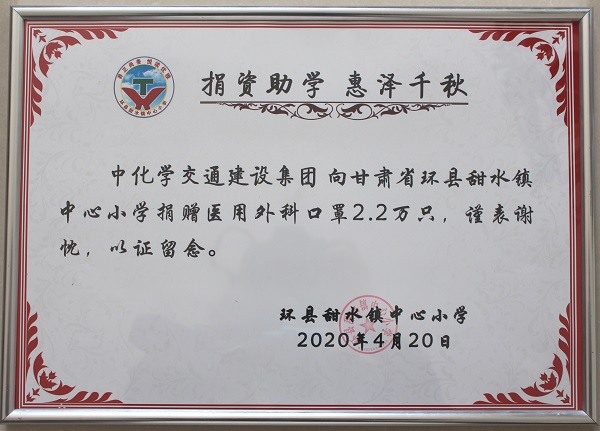 捐资助学 惠泽千秋
中化学交通建设集团 向甘肃省环县甜水镇
中心小学捐赠医用外科口罩2.2万只，谨表谢
忱，以证留念。
环县甜水镇中心小学
2020年4月20日